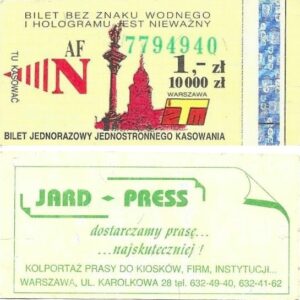 BILET BEZ ZNAKU WODNEGO
I HOLOGRAMU JEST NIEWAŻNY
TU KASOWAĆ
AF
7794940
N
1,- zł
10 000 zł
WARSZAWA
ZTM
BILET JEDNORAZOWY JEDNOSTRONNEGO KASOWANIA
JARD - PRESS
dostarczamy prasę...
...najskuteczniej !
KOLPORTAŻ PRASY DO KIOSKÓW, FIRM, INSTYTUCJI...
WARSZAWA, UL. KAROLKOWA 28 tel. 632-49-40, 632-41-62